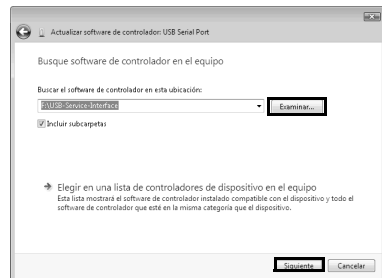 Actualizar software de controlador: USB Serial Port
Busque software de controlador en el equipo
Buscar el software de controlador en esta ubicación:
F:\USB-Service-Interface
Examinar...
Incluir subcarpetas
Elegir en una lista de controladores de dispositivo en el equipo
Esta lista mostrará el software de controlador instalado compatible con el dispositivo y todo el
software de controlador que esté en la misma categoría que el dispositivo.
Siguiente
Cancelar